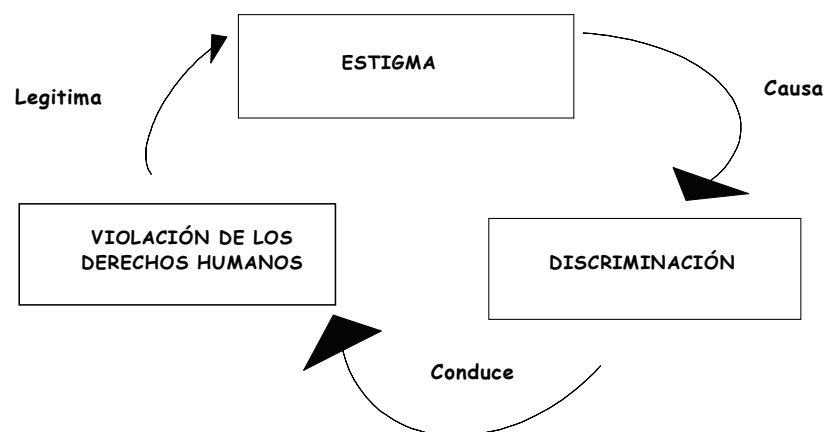 ESTIGMA
Causa
Legitima
DISCRIMINACIÓN
VIOLACIÓN DE LOS
DERECHOS HUMANOS
Conduce